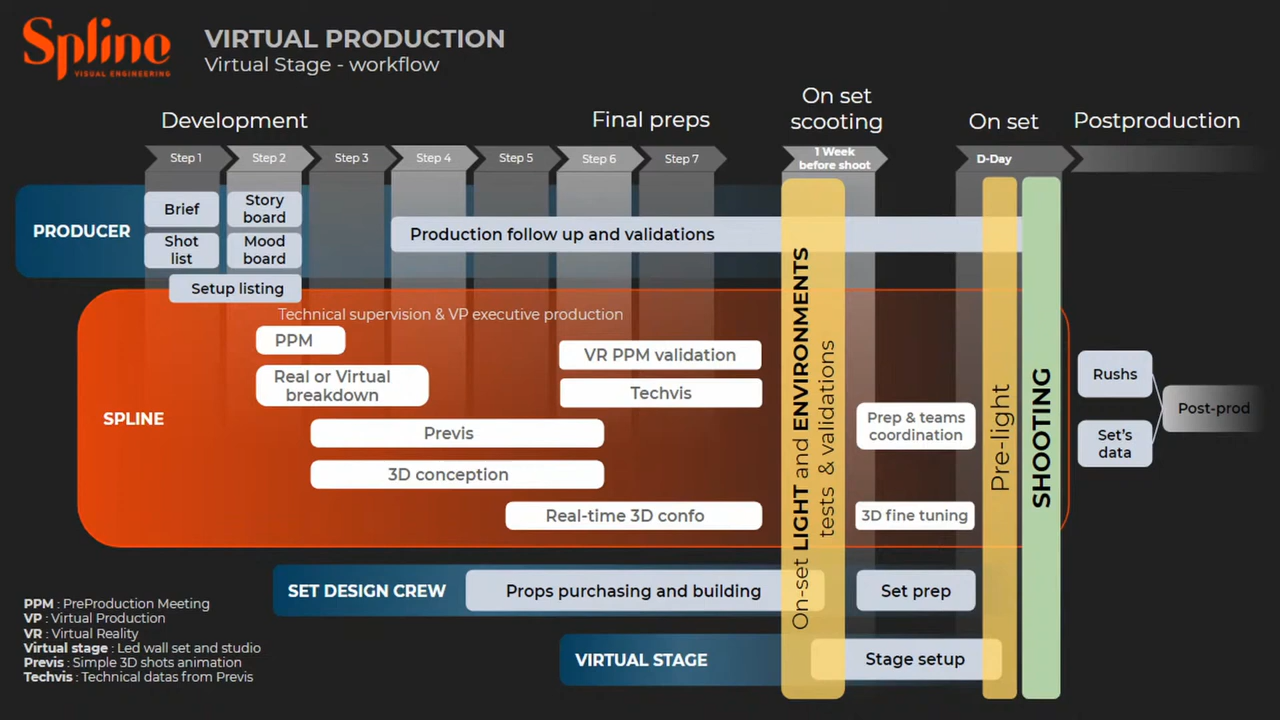 Spline
VISUAL ENGINEERING
VIRTUAL PRODUCTION
Virtual Stage - workflow
Development
Final preps
On set
scooting
On set
Postproduction
Step 1
Step 2
Step 3
Step 4
Step 5
Step 6
Step 7
1 Week
before shoot
D-Day
PRODUCER
Brief
Story
board
Shot
list
Mood
board
Setup listing
Production follow up and validations
Technical supervision & VP executive production
SPLINE
PPM
Real or Virtual
breakdown
Previs
3D conception
Real-time 3D confo
VR PPM validation
Techvis
On-set LIGHT and ENVIRONMENTS
tests & validations
Prep & teams
coordination
3D fine tuning
Pre-light
SHOOTING
Rushs
Set's
data
Post-prod
SET DESIGN CREW
Props purchasing and building
Set prep
VIRTUAL STAGE
Stage setup
PPM : PreProduction Meeting
VP : Virtual Production
VR : Virtual Reality
Virtual stage : Led wall set and studio
Previs : Simple 3D shots animation
Techvis : Technical datas from Previs